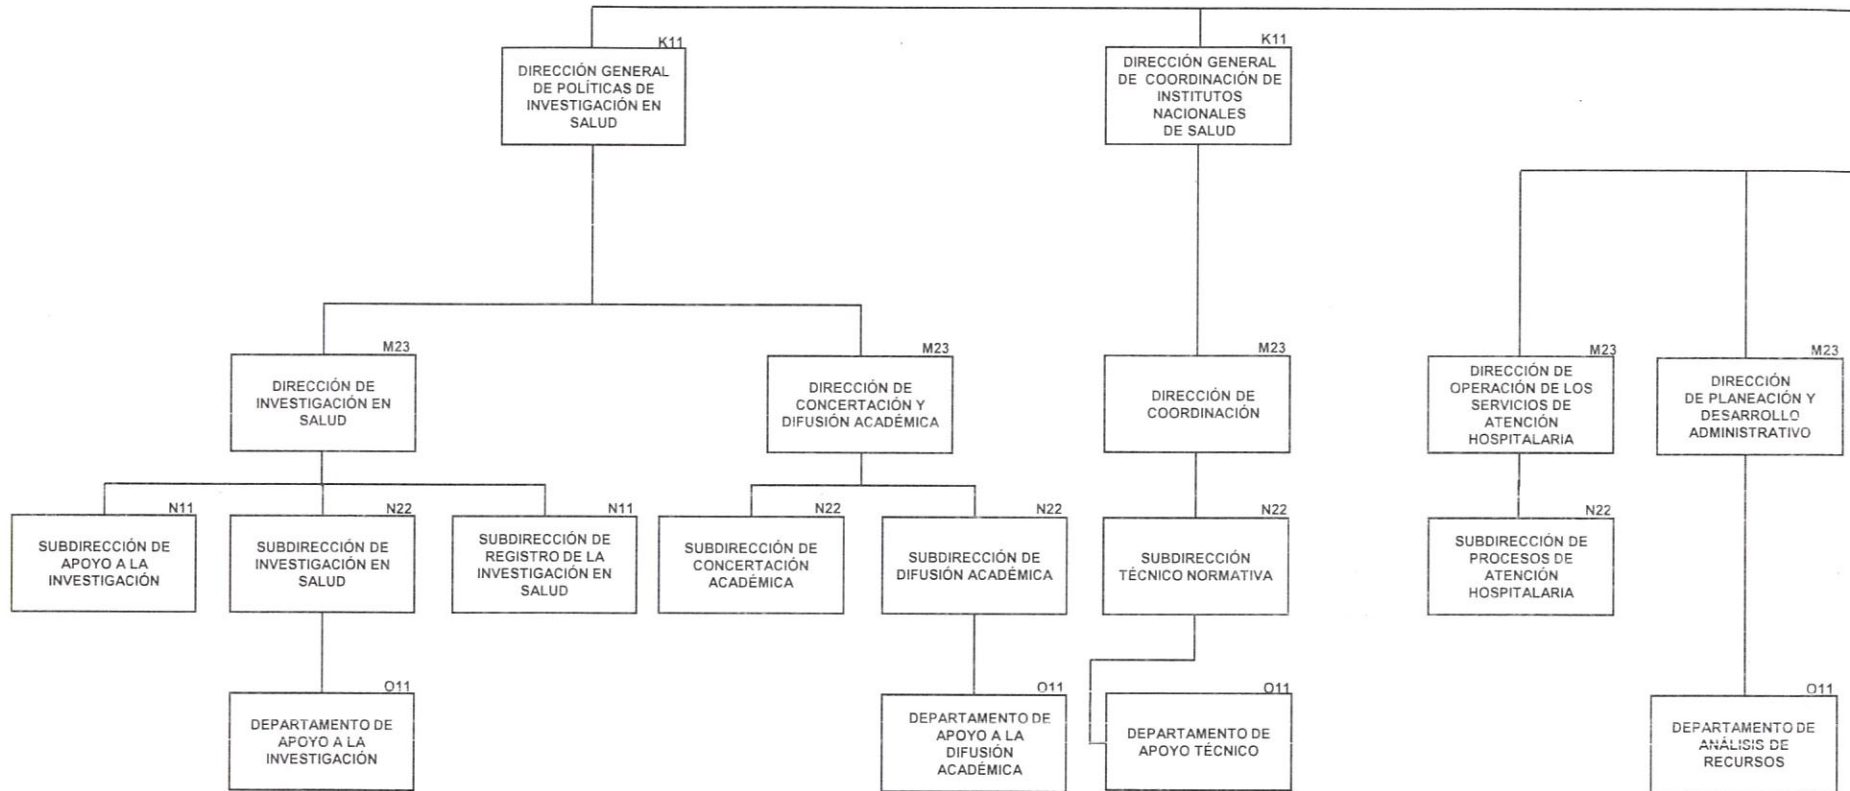 K11
DIRECCIÓN GENERAL
DE POLÍTICAS DE
INVESTIGACIÓN EN
SALUD
K11
DIRECCIÓN GENERAL
DE COORDINACIÓN DE
INSTITUTOS
NACIONALES
DE SALUD
M23
DIRECCIÓN DE
INVESTIGACIÓN EN
SALUD
M23
DIRECCIÓN DE
CONCERTACIÓN Y
DIFUSIÓN ACADÉMICA
M23
DIRECCIÓN DE
COORDINACIÓN
M23
DIRECCIÓN DE
OPERACIÓN DE LOS
SERVICIOS DE
ATENCIÓN
HOSPITALARIA
M23
DIRECCIÓN
DE PLANEACIÓN Y
DESARROLLO
ADMINISTRATIVO
N11
SUBDIRECCIÓN DE
APOYO A LA
INVESTIGACIÓN
N22
SUBDIRECCIÓN DE
INVESTIGACIÓN EN
SALUD
N11
SUBDIRECCIÓN DE
REGISTRO DE LA
INVESTIGACIÓN EN
SALUD
N22
SUBDIRECCIÓN DE
CONCERTACIÓN
ACADÉMICA
N22
SUBDIRECCIÓN DE
DIFUSIÓN ACADÉMICA
N22
SUBDIRECCIÓN
TÉCNICO NORMATIVA
N22
SUBDIRECCIÓN DE
PROCESOS DE
ATENCIÓN
HOSPITALARIA
O11
DEPARTAMENTO DE
APOYO A LA
INVESTIGACIÓN
O11
DEPARTAMENTO DE
APOYO A LA DIFUSIÓN
ACADÉMICA
O11
DEPARTAMENTO DE
APOYO TÉCNICO
O11
DEPARTAMENTO DE
ANÁLISIS DE
RECURSOS